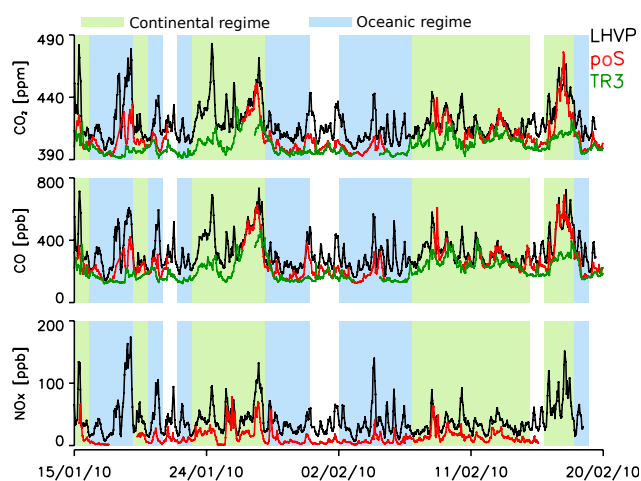 Continental regime Oceanic regime
LHVP
poS
TR3
CO₂ [ppm]
490
440
390
CO [ppb]
800
400
0
NOx [ppb]
200
100
0
15/01/10 24/01/10 02/02/10 11/02/10 20/02/10